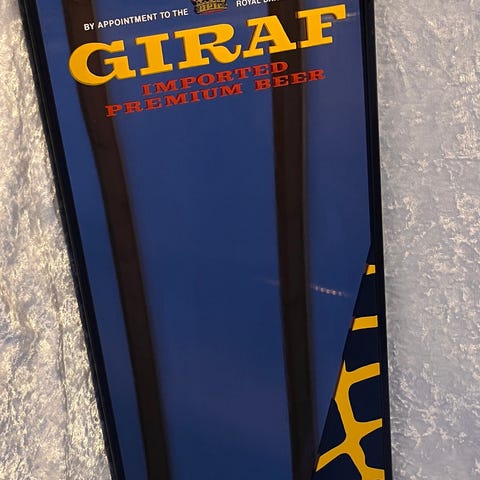 BY APPOINTMENT TO THE ROYAL
GIRAF
IMPORTED
PREMIUM BEER